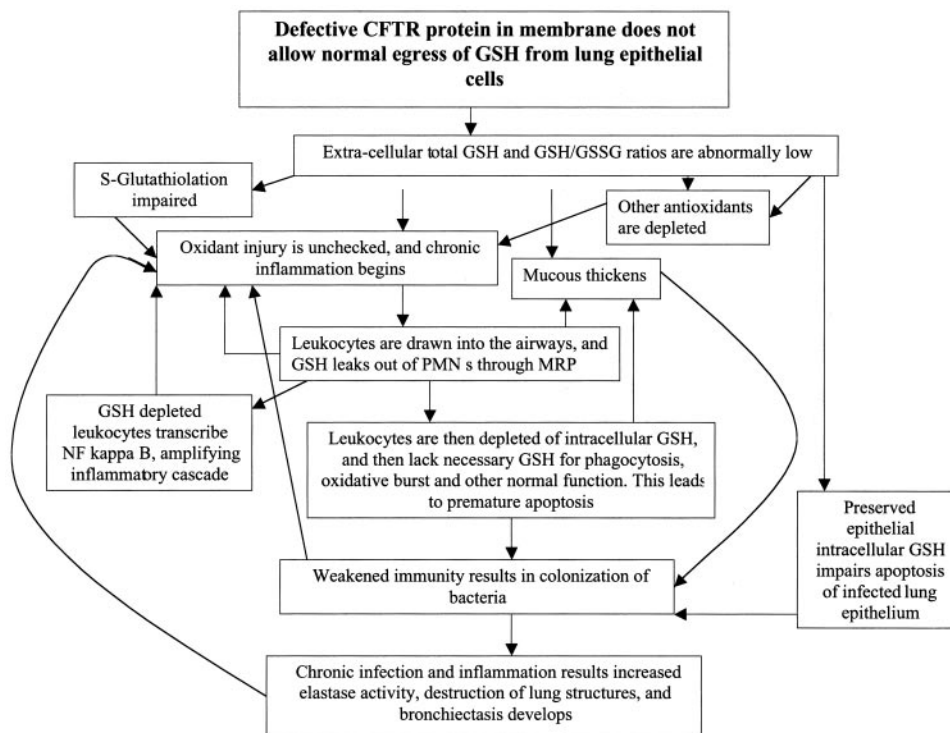 Defective CFTR protein in membrane does not
allow normal egress of GSH from lung epithelial
cells
Extra-cellular total GSH and GSH/GSSG ratios are abnormally low
S-Glutathiolation
impaired
Other antioxidants
are depleted
Oxidant injury is unchecked, and chronic
inflammation begins
Mucous thickens
Leukocytes are drawn into the airways, and
GSH leaks out of PMN s through MRP
GSH depleted
leukocytes transcribe
NF kappa B, amplifying
inflammatory cascade
Leukocytes are then depleted of intracellular GSH,
and then lack necessary GSH for phagocytosis,
oxidative burst and other normal function. This leads
to premature apoptosis
Preserved
epithelial
intracellular GSH
impairs apoptosis
of infected lung
epithelium
Weakened immunity results in colonization of
bacteria
Chronic infection and inflammation results increased
elastase activity, destruction of lung structures, and
bronchiectasis develops